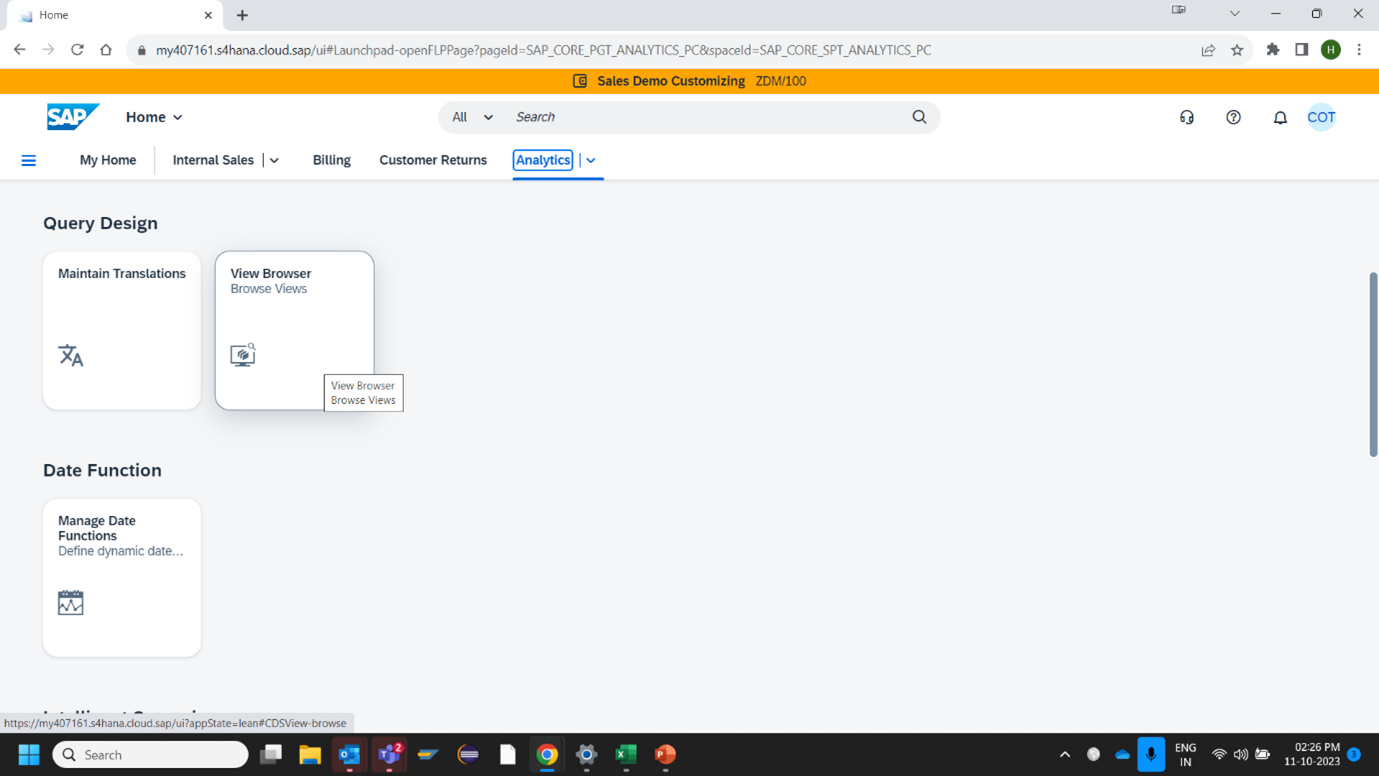 Home
my407161.s4hana.cloud.sap/ui#Launchpad-openFLPPage?pageId=SAP_CORE_PGT_ANALYTICS_PC&spaceId=SAP_CORE_SPT_ANALYTICS_PC
H
Sales Demo Customizing ZDM/100
SAP Home All Search COT
My Home Internal Sales Billing Customer Returns Analytics
Query Design
Maintain Translations
View Browser
Browse Views
View Browser
Browse Views
Date Function
Manage Date
Functions
Define dynamic date...
https://my407161.s4hana.cloud.sap/ui?appState=lean#CDSView-browse
Search
2
ENG
IN
02:26 PM
11-10-2023
3